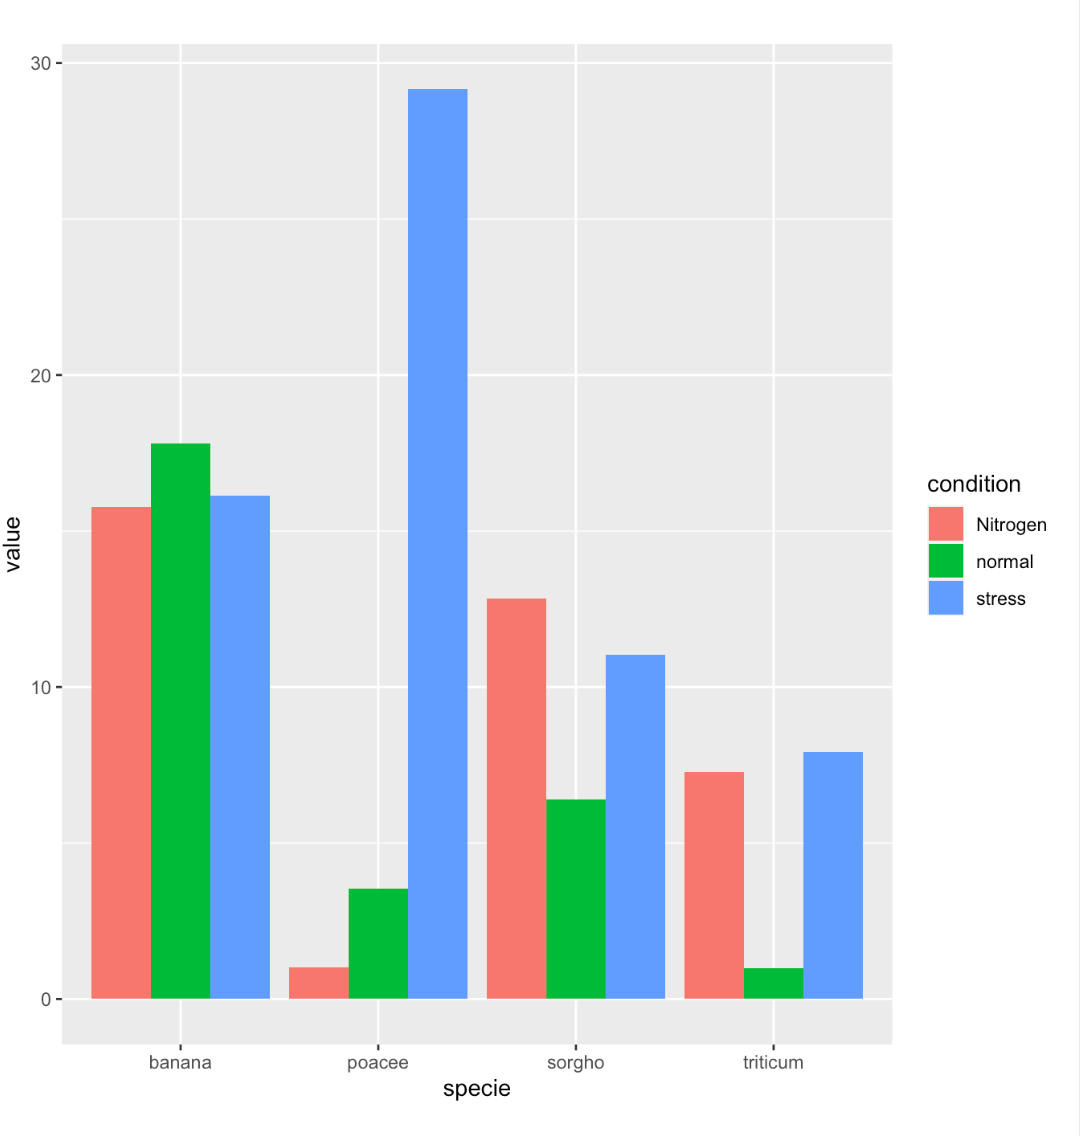 30
20
10
0
value
banana poacee sorgho triticum
specie
condition
Nitrogen
normal
stress